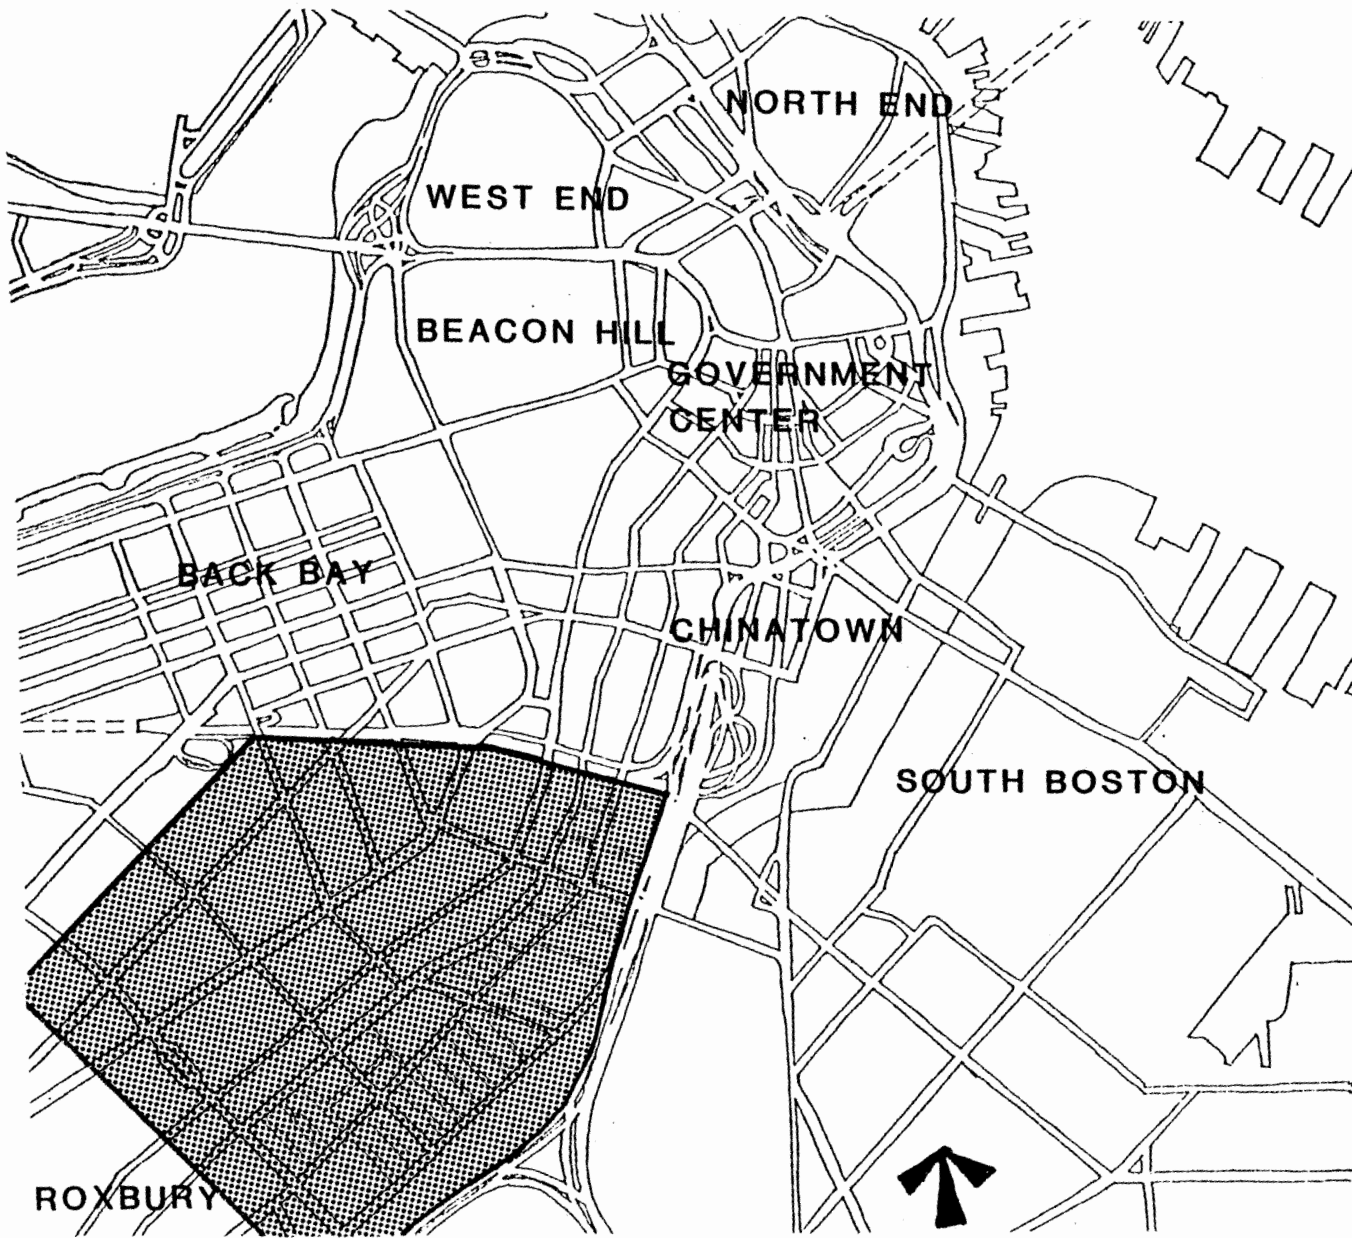 NORTH END
WEST END
BEACON HILL
GOVERNMENT
CENTER
BACK BAY
CHINATOWN
SOUTH BOSTON
ROXBURY